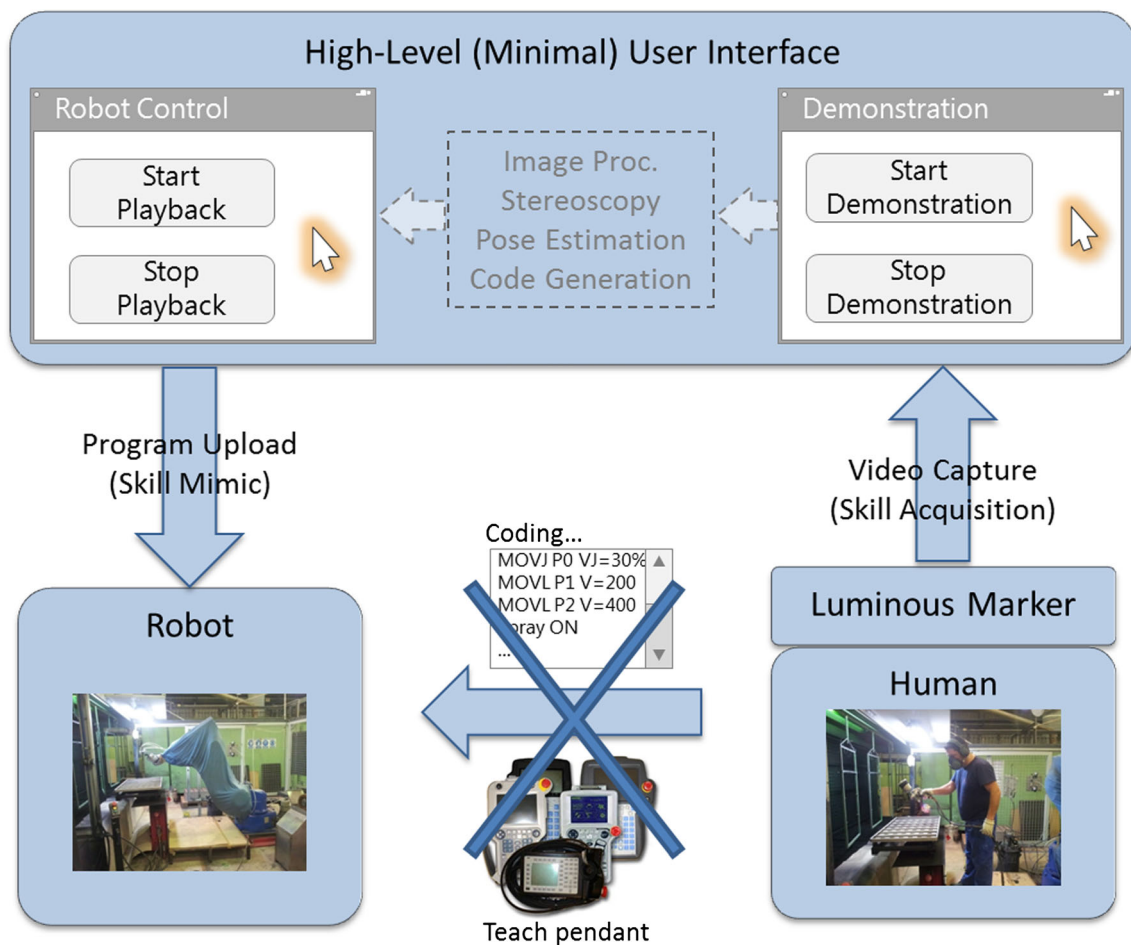 High-Level (Minimal) User Interface
Robot Control
Start
Playback
Stop
Playback
Image Proc.
Stereoscopy
Pose Estimation
Code Generation
Demonstration
Start
Demonstration
Stop
Demonstration
Program Upload
(Skill Mimic)
Video Capture
(Skill Acquisition)
Coding...
MOVJ P0 VJ=30%
MOVL P1 V=200
MOVL P2 V=400
ON
...
Robot
Luminous Marker
Human
Teach pendant